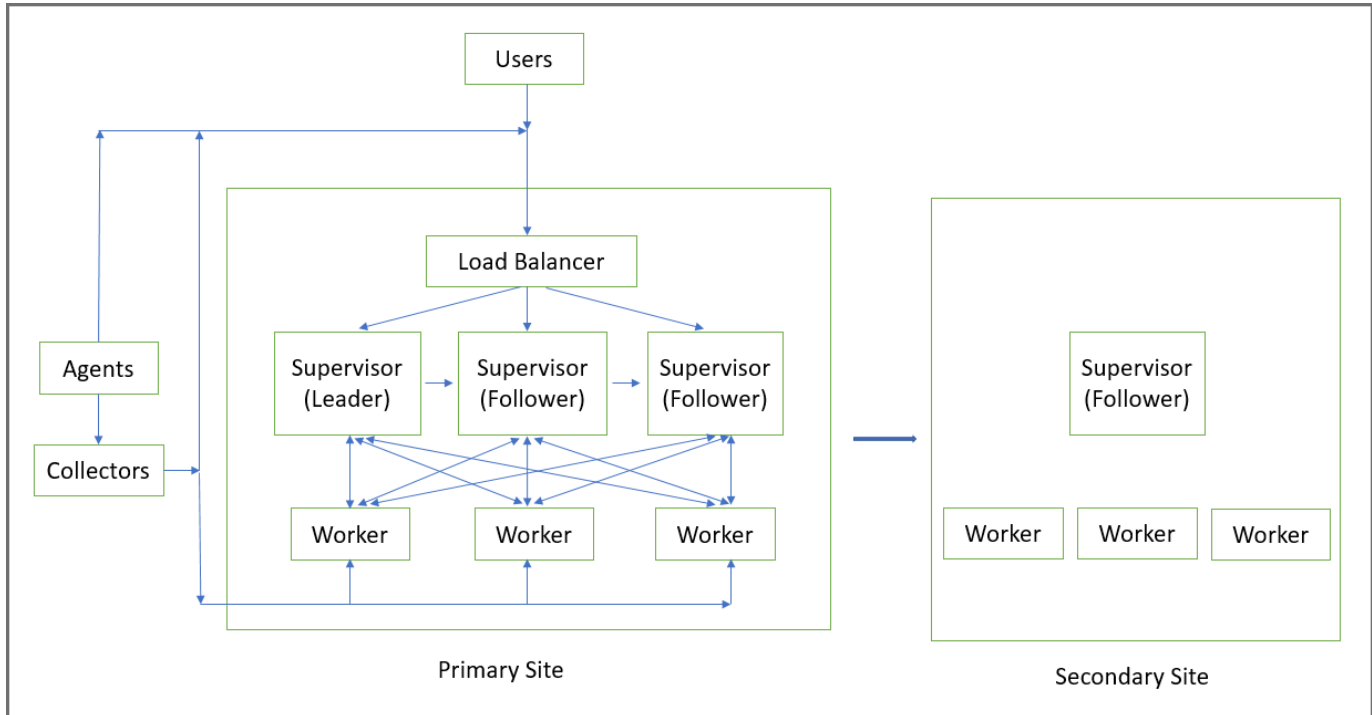 Users
Load Balancer
Agents
Supervisor
(Leader)
Supervisor
(Follower)
Supervisor
(Follower)
Supervisor
(Follower)
Collectors
Worker
Worker
Worker
Worker
Worker
Worker
Primary Site
Secondary Site